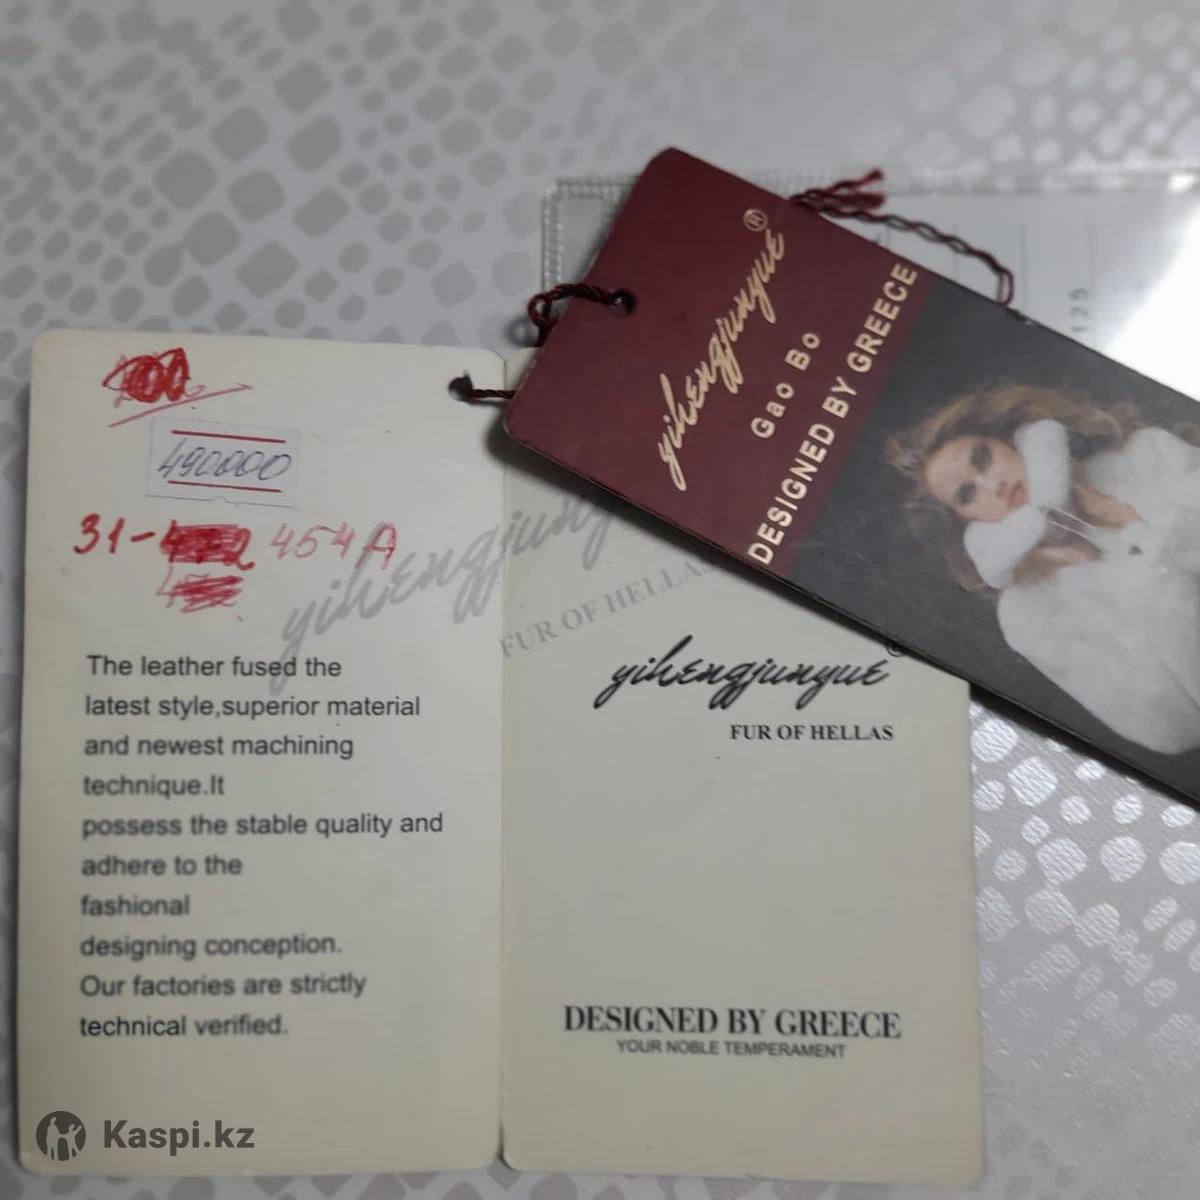 yihengjunyue®
Gao Bo
DESIGNED BY GREECE
125
490000
31- 454A
yihengjunyu
FUR OF HELLAS
The leather fused the
latest style,superior material
and newest machining
technique.It
possess the stable quality and
adhere to the
fashional
designing conception.
Our factories are strictly
technical verified.
yihengjunyue®
FUR OF HELLAS
DESIGNED BY GREECE
YOUR NOBLE TEMPERAMENT
Kaspi.kz